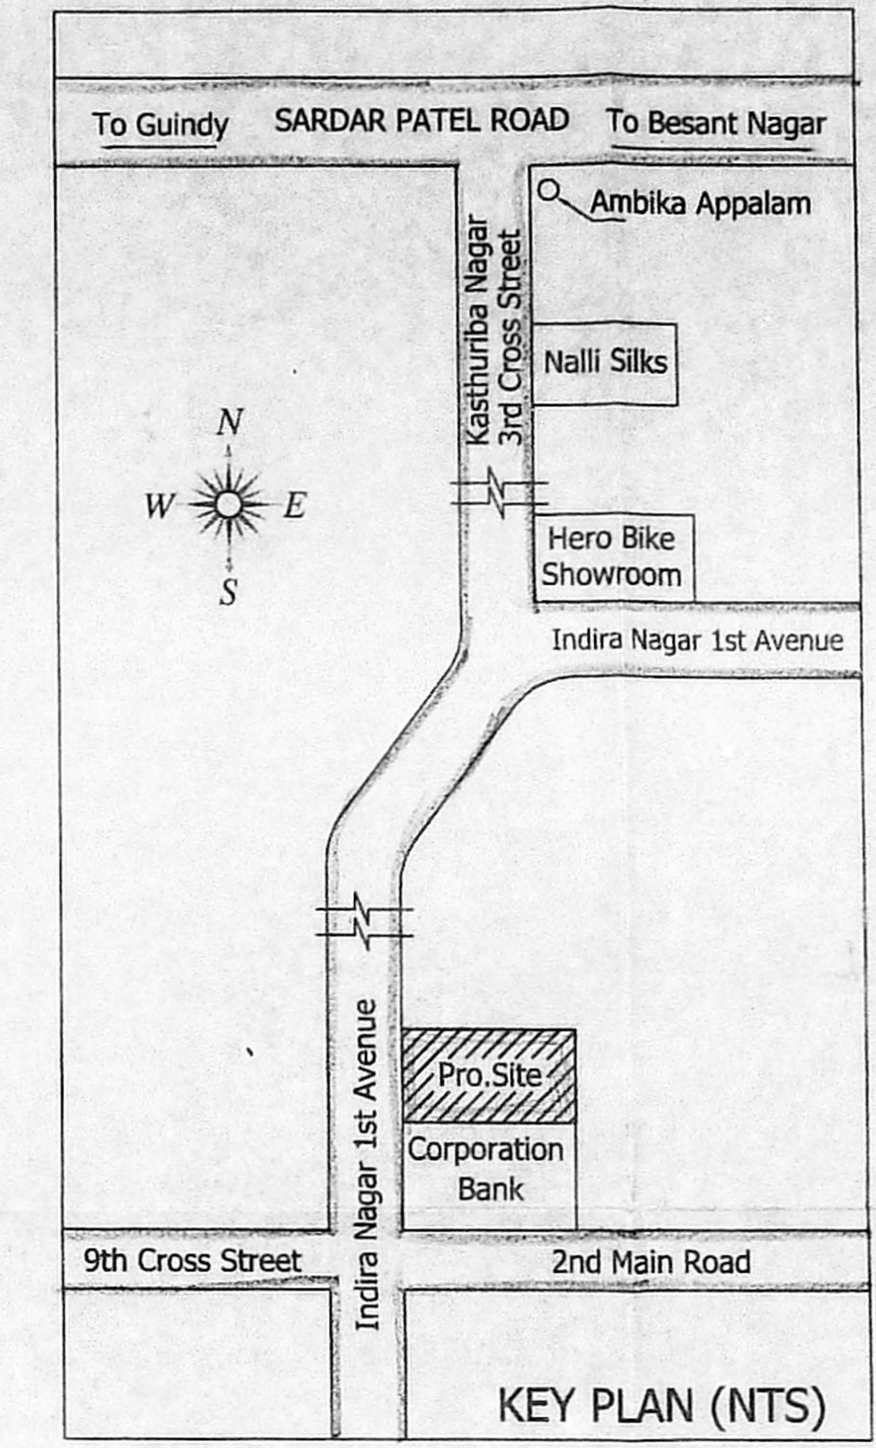 To Guindy SARDAR PATEL ROAD To Besant Nagar
Ambika Appalam
Kasthuriba Nagar
3rd Cross Street
Nalli Silks
N
W E
S
Hero Bike
Showroom
Indira Nagar 1st Avenue
Indira Nagar 1st Avenue
Pro.Site
Corporation
Bank
9th Cross Street
2nd Main Road
KEY PLAN (NTS)